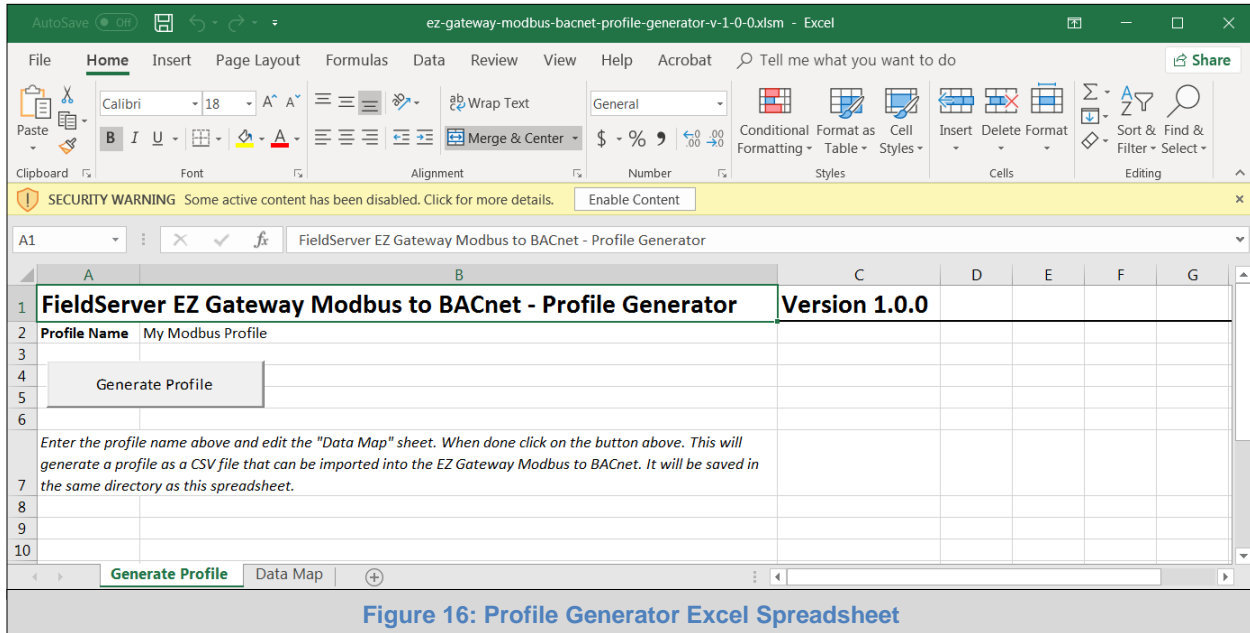 AutoSave Off ez-gateway-modbus-bacnet-profile-generator-v-1-0-0.xlsm - Excel
File Home Insert Page Layout Formulas Data Review View Help Acrobat Tell me what you want to do Share
Paste Calibri 18 A A Wrap Text General Conditional Format as Cell Insert Delete Format Sort & Find &
B I U A Merge & Center $ % Formatting Table Styles Filter Select
Clipboard Font Alignment Number Styles Cells Editing
SECURITY WARNING Some active content has been disabled. Click for more details. Enable Content
A1 fx FieldServer EZ Gateway Modbus to BACnet - Profile Generator
A B C D E F G
1 FieldServer EZ Gateway Modbus to BACnet - Profile Generator Version 1.0.0
2 Profile Name My Modbus Profile
3
4
Generate Profile
5
6
Enter the profile name above and edit the "Data Map" sheet. When done click on the button above. This will
generate a profile as a CSV file that can be imported into the EZ Gateway Modbus to BACnet. It will be saved in
7 the same directory as this spreadsheet.
8
9
10
Generate Profile Data Map
Figure 16: Profile Generator Excel Spreadsheet